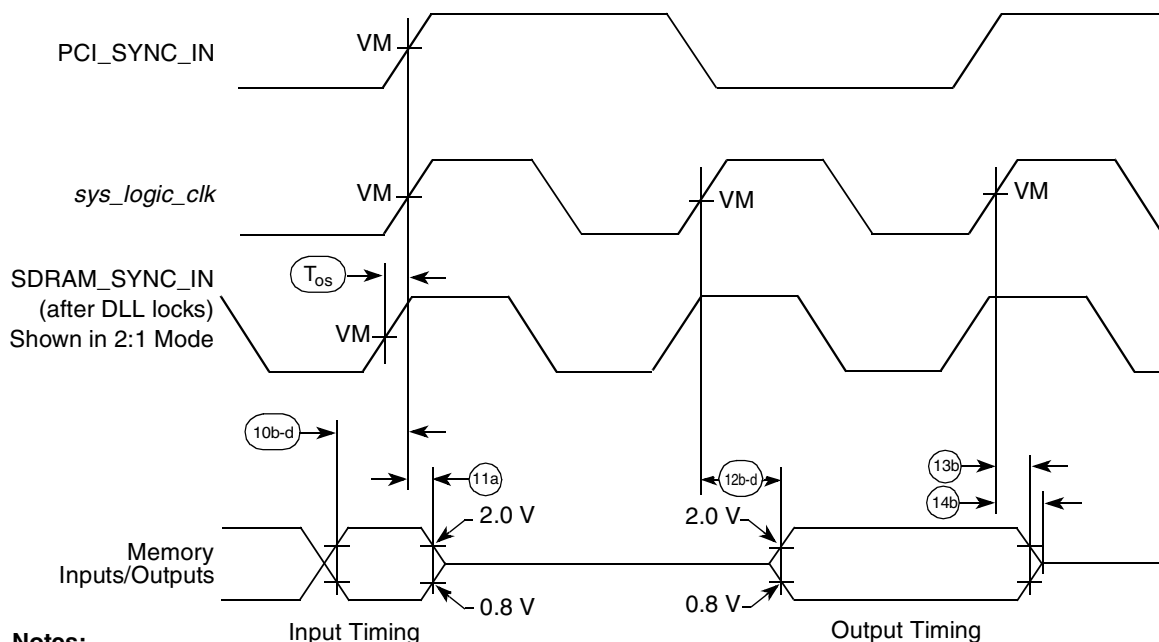 PCI_SYNC_IN
VM
sys_logic_clk
VM
VM
VM
SDRAM_SYNC_IN
(after DLL locks)
Shown in 2:1 Mode
Tos
VM
10b-d
11a
12b-d
13b
14b
2.0 V
2.0 V
Memory
Inputs/Outputs
0.8 V
0.8 V
Input Timing
Output Timing
Notes: